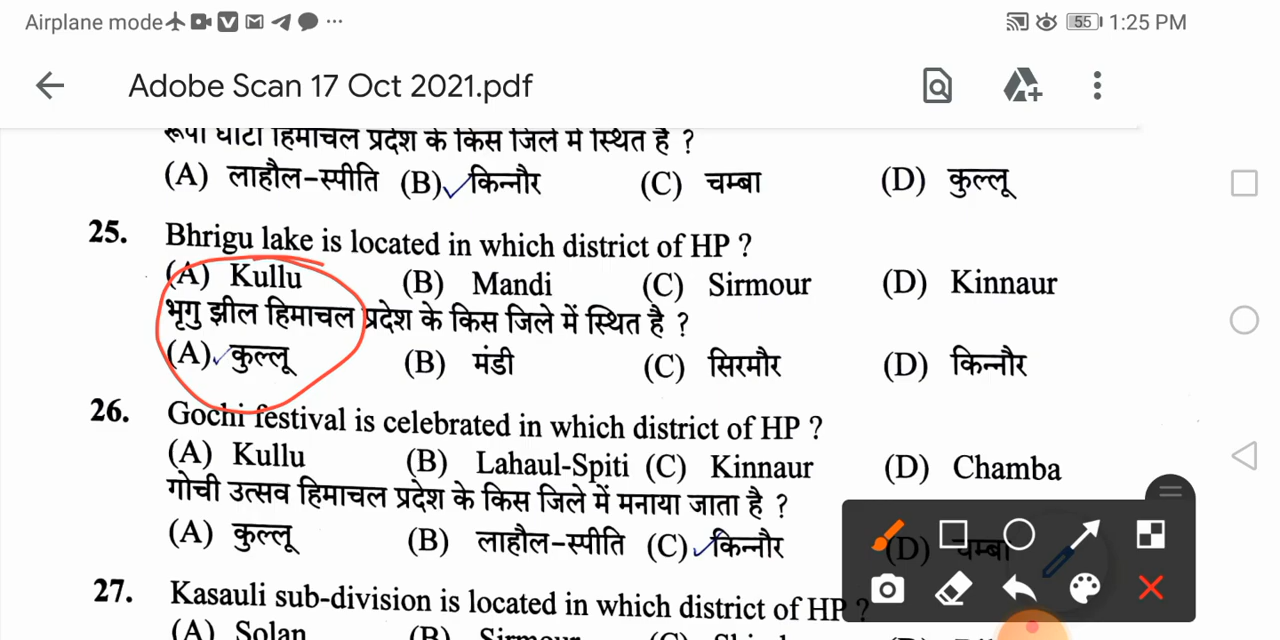 Airplane mode 55 1:25 PM
Adobe Scan 17 Oct 2021.pdf
रूपी घाटी हिमाचल प्रदेश के किस जिले में स्थित है ?
(A) लाहौल-स्पीति (B) किन्नौर (C) चम्बा (D) कुल्लू
25. Bhrigu lake is located in which district of HP ?
(A) Kullu (B) Mandi (C) Sirmour (D) Kinnaur
भृगु झील हिमाचल प्रदेश के किस जिले में स्थित है ?
(A) कुल्लू (B) मंडी (C) सिरमौर (D) किन्नौर
26. Gochi festival is celebrated in which district of HP ?
(A) Kullu (B) Lahaul-Spiti (C) Kinnaur (D) Chamba
गोची उत्सव हिमाचल प्रदेश के किस जिले में मनाया जाता है ?
(A) कुल्लू (B) लाहौल-स्पीति (C) किन्नौर (D) चम्बा
27. Kasauli sub-division is located in which district of HP ?
(A) Solan (B) Sirmour (C)